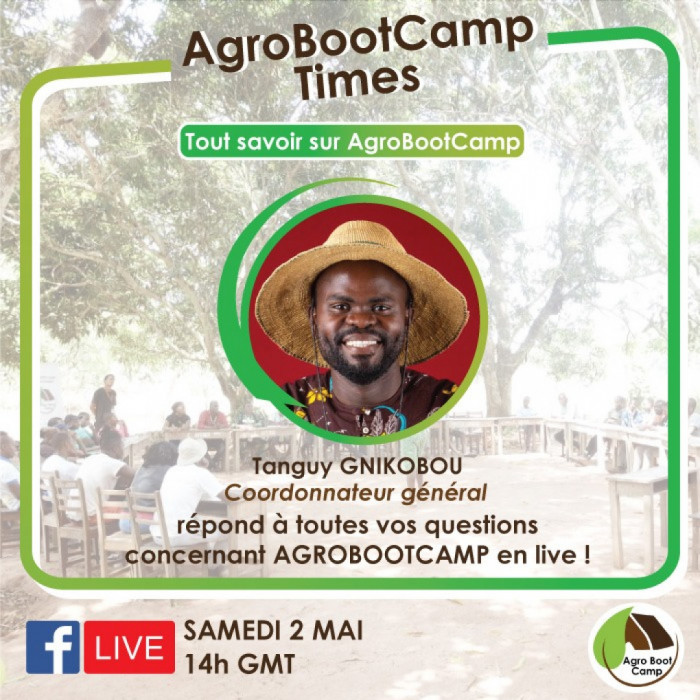 AgroBootCamp
Times
Tout savoir sur AgroBootCamp
Tanguy GNIKOBOU
Coordonnateur général
répond à toutes vos questions
concernant AGROBOOTCAMP en live !
f LIVE
SAMEDI 2 MAI
14h GMT
Agro Boot
Camp